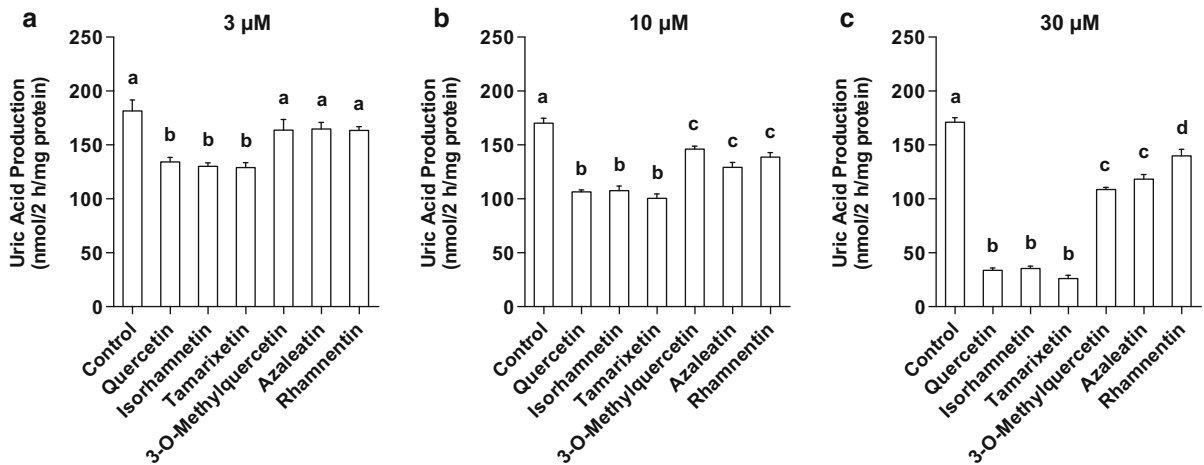 a
3 µM
Uric Acid Production
(nmol/2 h/mg protein)
250
200
150
100
50
0
a
b
b
b
a
a
a
Control
Quercetin
Isorhamnetin
Tamarixetin
3-O-Methylquercetin
Azaleatin
Rhamnentin
b
10 µM
Uric Acid Production
(nmol/2 h/mg protein)
250
200
150
100
50
0
a
b
b
b
c
c
c
Control
Quercetin
Isorhamnetin
Tamarixetin
3-O-Methylquercetin
Azaleatin
Rhamnentin
c
30 µM
Uric Acid Production
(nmol/2 h/mg protein)
250
200
150
100
50
0
a
b
b
b
c
c
d
Control
Quercetin
Isorhamnetin
Tamarixetin
3-O-Methylquercetin
Azaleatin
Rhamnentin